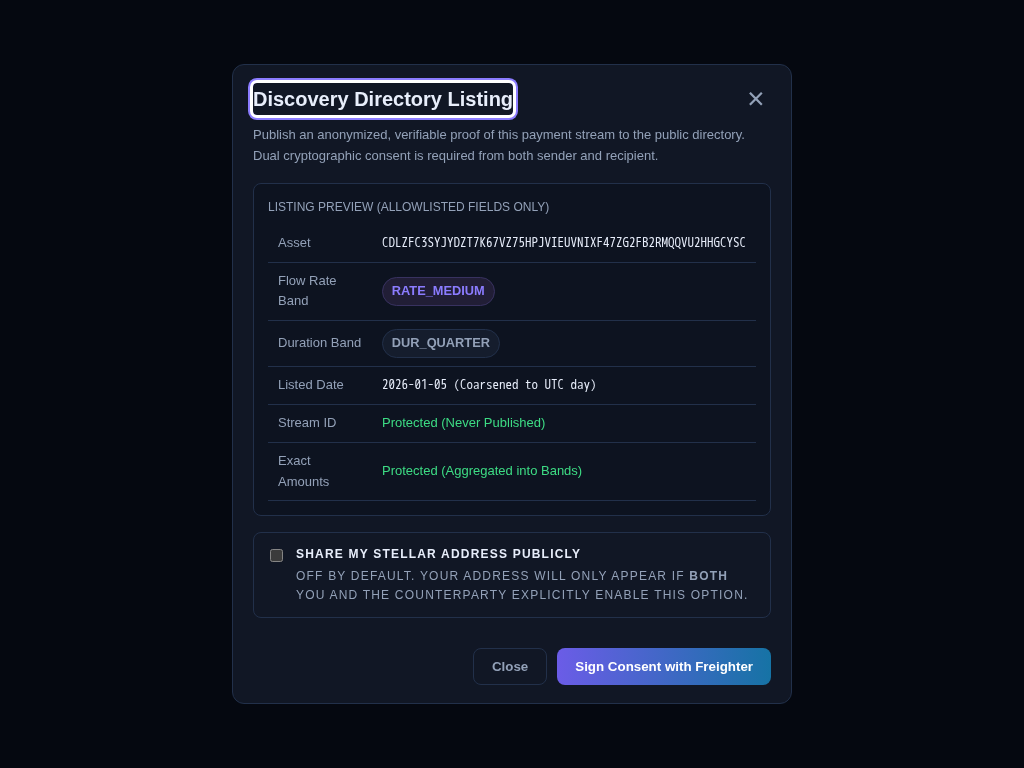 Discovery Directory Listing
Publish an anonymized, verifiable proof of this payment stream to the public directory.
Dual cryptographic consent is required from both sender and recipient.
LISTING PREVIEW (ALLOWLISTED FIELDS ONLY)
Asset CDLZFC3SYJYDZT7K67VZ75HPJVIEUVNIXF47ZG2FB2RMQQVU2HHGCYSC
Flow Rate
Band
RATE_MEDIUM
Duration Band DUR_QUARTER
Listed Date 2026-01-05 (Coarsened to UTC day)
Stream ID Protected (Never Published)
Exact
Amounts
Protected (Aggregated into Bands)
SHARE MY STELLAR ADDRESS PUBLICLY
OFF BY DEFAULT. YOUR ADDRESS WILL ONLY APPEAR IF BOTH
YOU AND THE COUNTERPARTY EXPLICITLY ENABLE THIS OPTION.
Close Sign Consent with Freighter